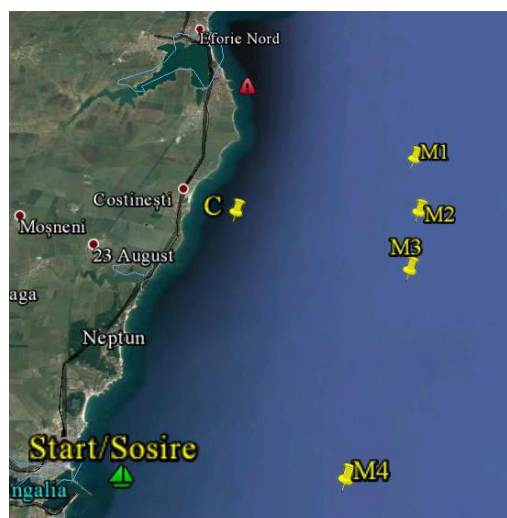 Eforie Nord
M1
Costinești
C
M2
Moșneni
23 August
M3
aga
Neptun
Start/Sosire
M4
ngalia